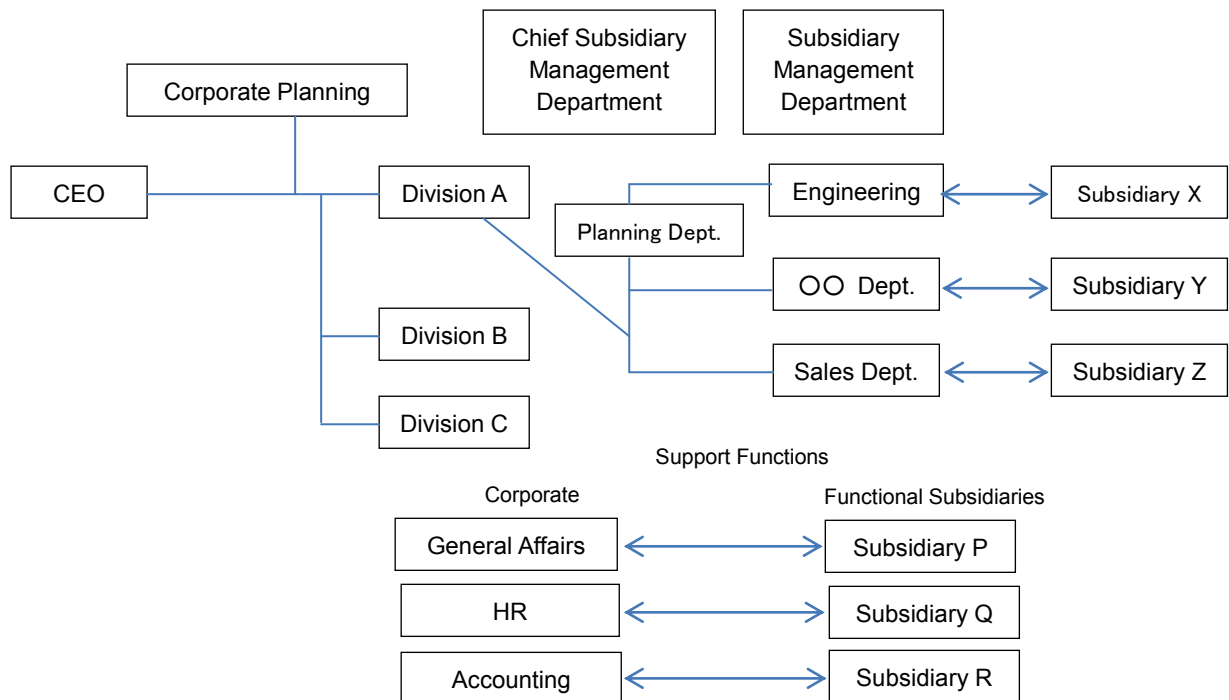 Chief Subsidiary
Management
Department
Subsidiary
Management
Department
Corporate Planning
CEO
Division A
Planning Dept.
Engineering
Subsidiary X
○○ Dept.
Subsidiary Y
Division B
Sales Dept.
Subsidiary Z
Division C
Support Functions
Corporate
Functional Subsidiaries
General Affairs
Subsidiary P
HR
Subsidiary Q
Accounting
Subsidiary R